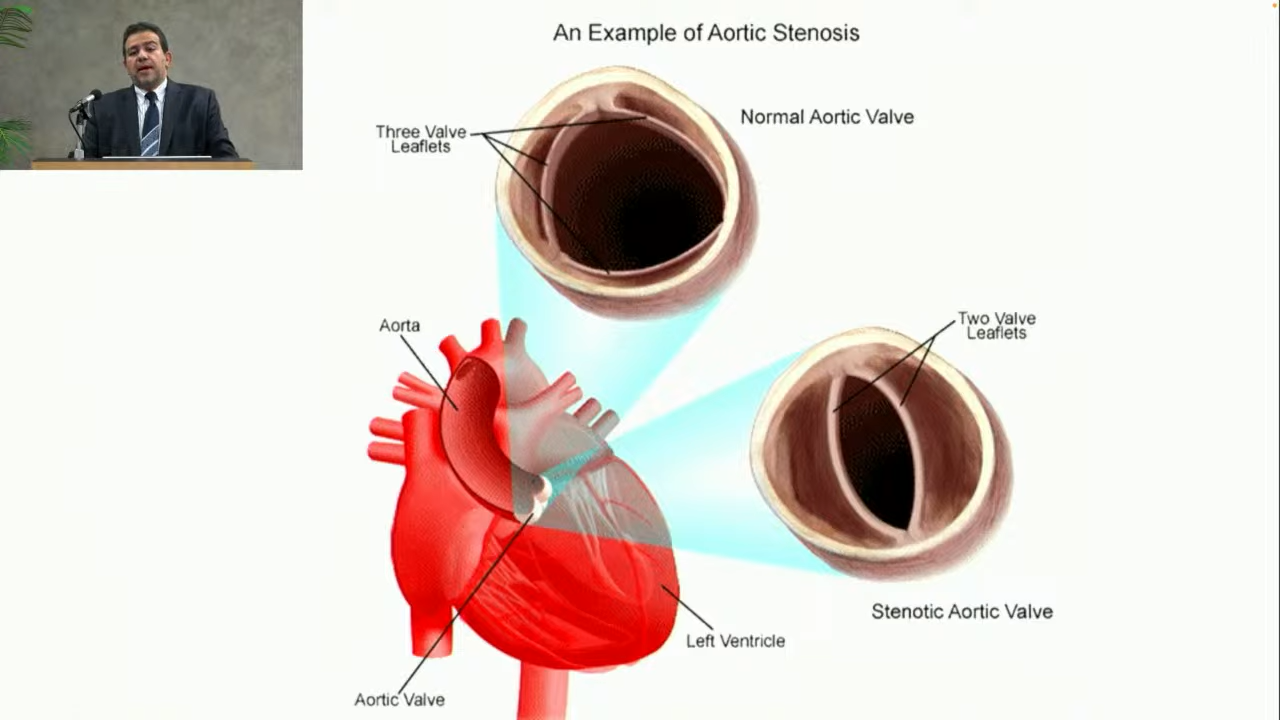 An Example of Aortic Stenosis
Normal Aortic Valve
Three Valve
Leaflets
Aorta
Two Valve
Leaflets
Stenotic Aortic Valve
Left Ventricle
Aortic Valve